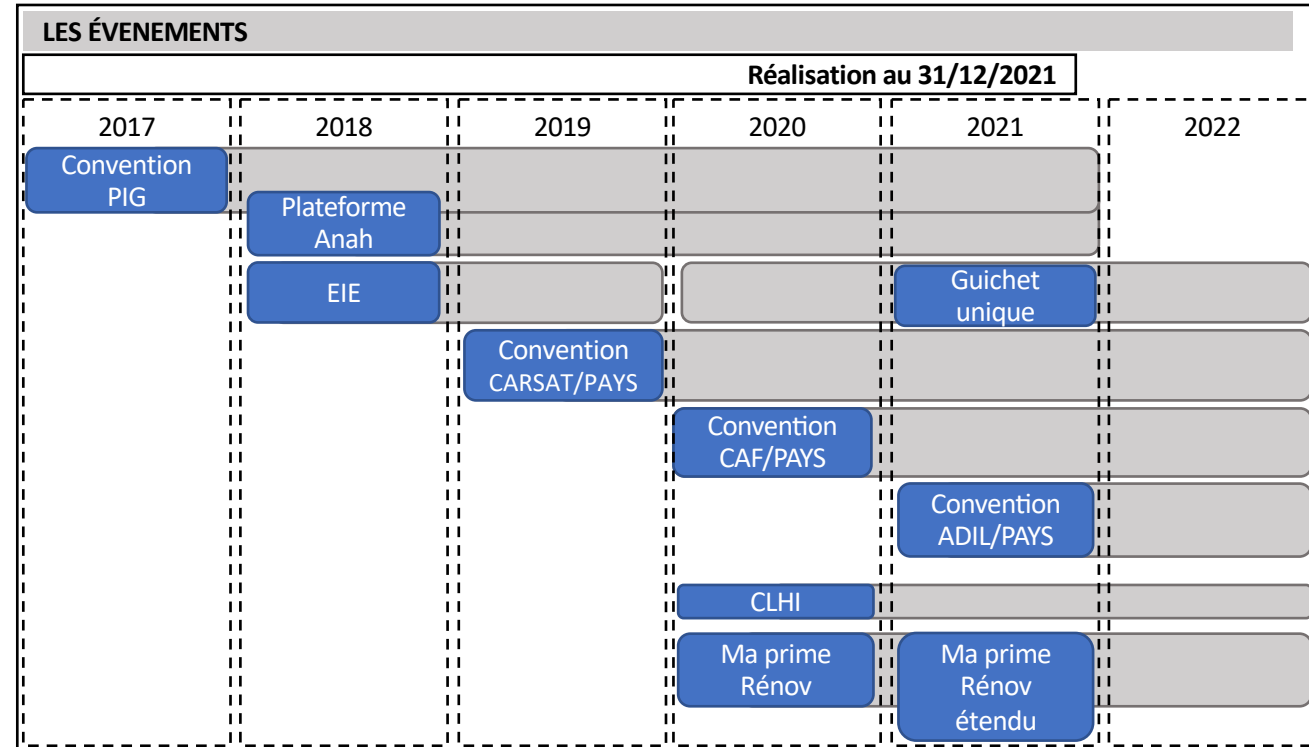 LES ÉVENEMENTS
Réalisation au 31/12/2021
2017
2018
2019
2020
2021
2022
Convention
PIG
Plateforme
Anah
EIE
Guichet
unique
Convention
CARSAT/PAYS
Convention
CAF/PAYS
Convention
ADIL/PAYS
CLHI
Ma prime
Rénov
Ma prime
Rénov
étendu